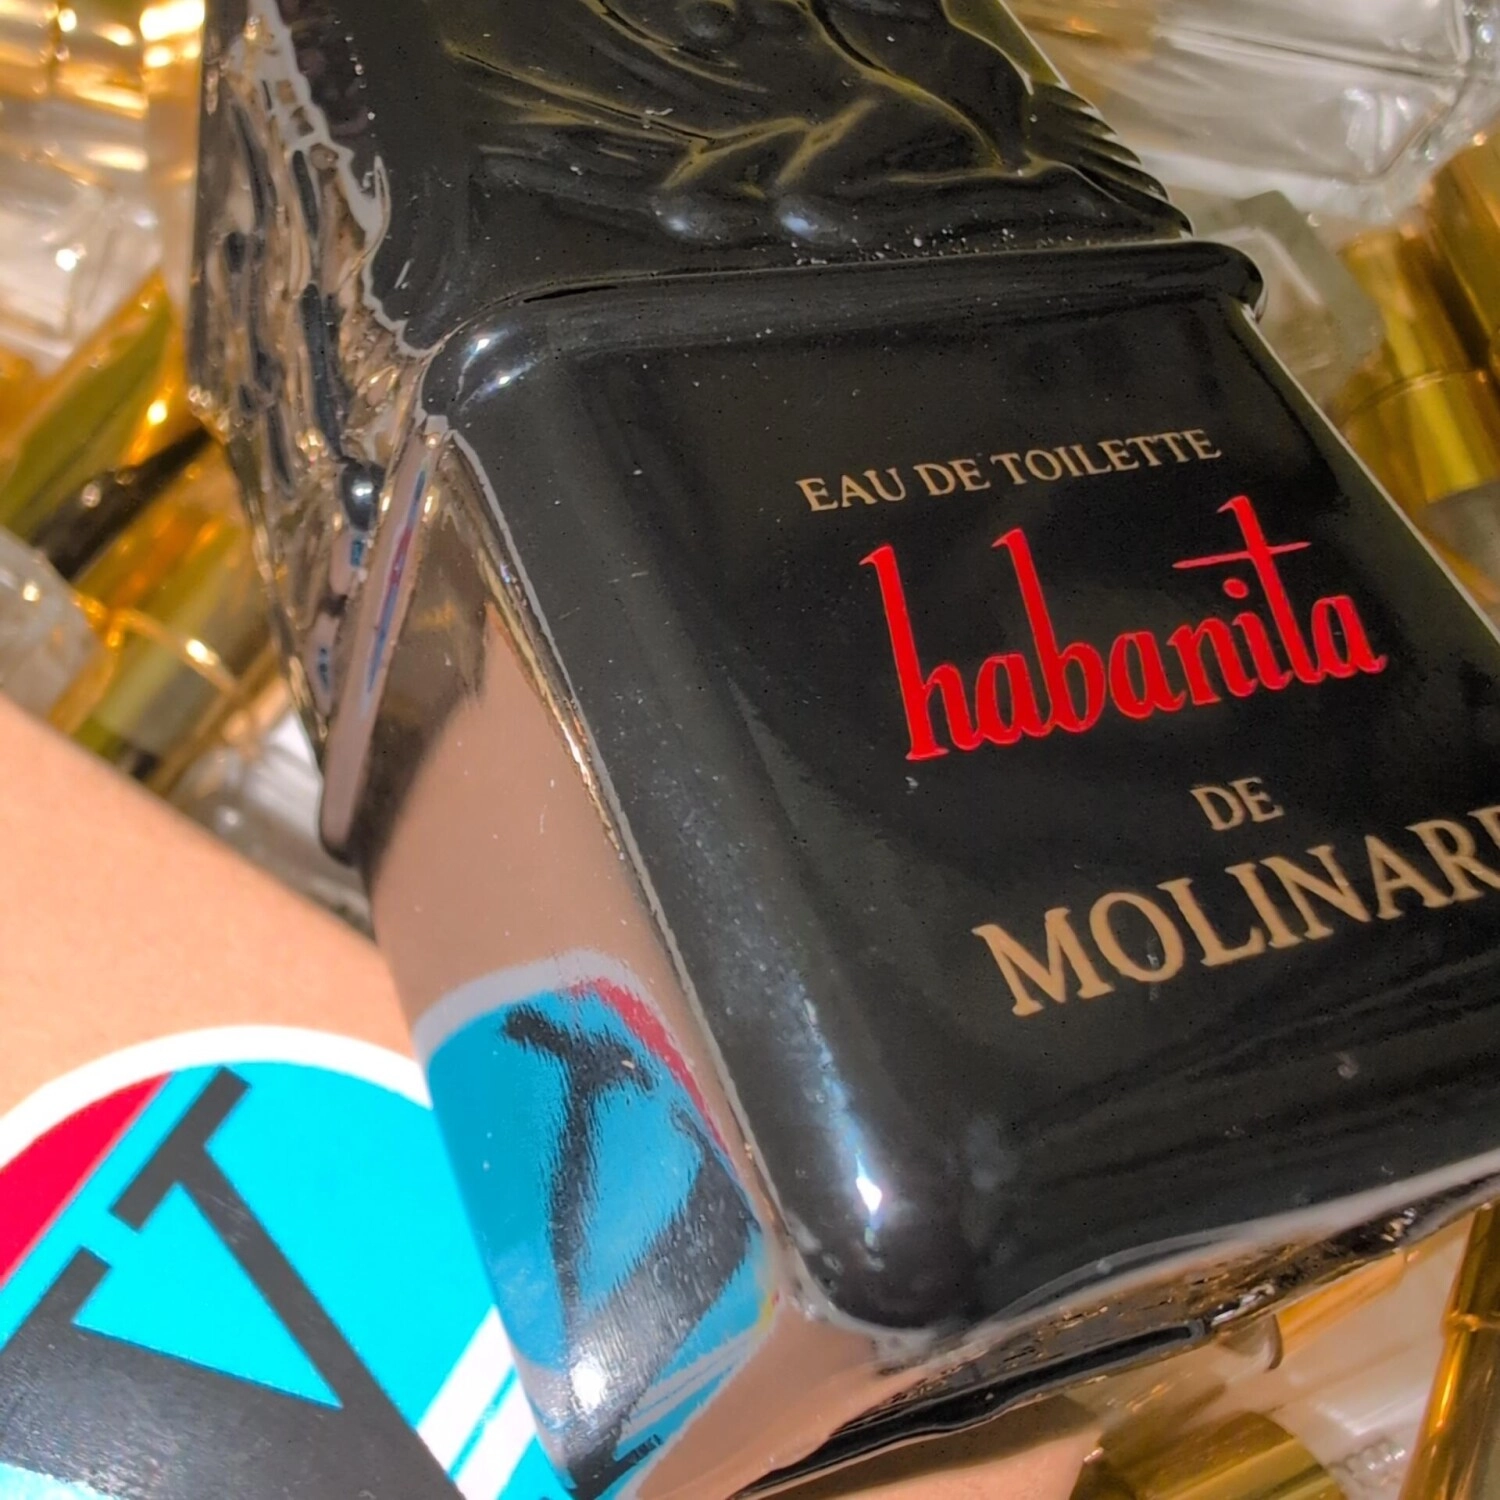 EAU DE TOILETTE
habanita
DE
MOLINAR